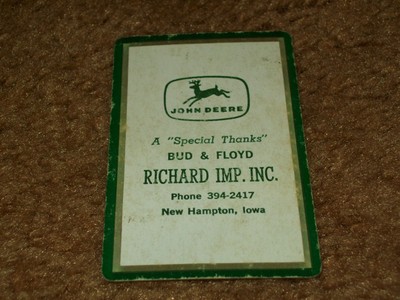 JOHN DEERE
A "Special Thanks"
BUD & FLOYD
RICHARD IMP. INC.
Phone 394-2417
New Hampton, Iowa